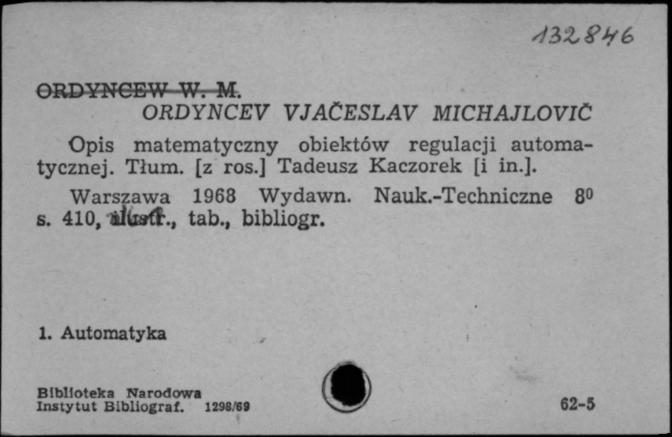 132846
ORDYNCEW W. M.
ORDYNCEV VJAČESLAV MICHAJLOVIČ
Opis matematyczny obiektów regulacji automa-
tycznej. Tłum. [z ros.] Tadeusz Kaczorek [i in.].
Warszawa 1968 Wydawn. Nauk.-Techniczne 8⁰
s. 410, ilustr., tab., bibliogr.
1. Automatyka
Biblioteka Narodowa
Instytut Bibliograf. 1298/69
62-5